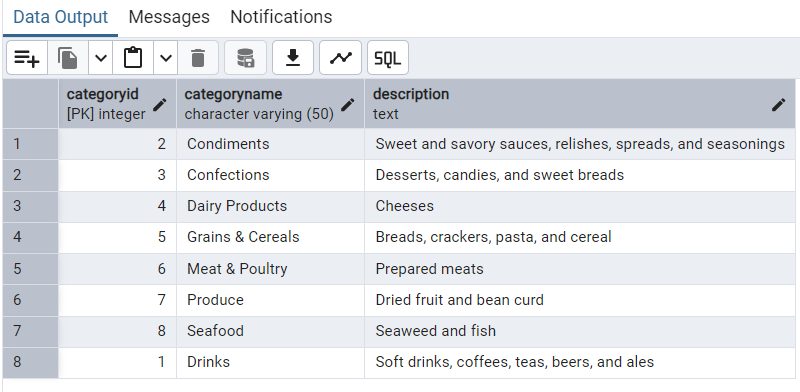 Data Output Messages Notifications
SQL
categoryid categoryname description
[PK] integer character varying (50) text
1 2 Condiments Sweet and savory sauces, relishes, spreads, and seasonings
2 3 Confections Desserts, candies, and sweet breads
3 4 Dairy Products Cheeses
4 5 Grains & Cereals Breads, crackers, pasta, and cereal
5 6 Meat & Poultry Prepared meats
6 7 Produce Dried fruit and bean curd
7 8 Seafood Seaweed and fish
8 1 Drinks Soft drinks, coffees, teas, beers, and ales